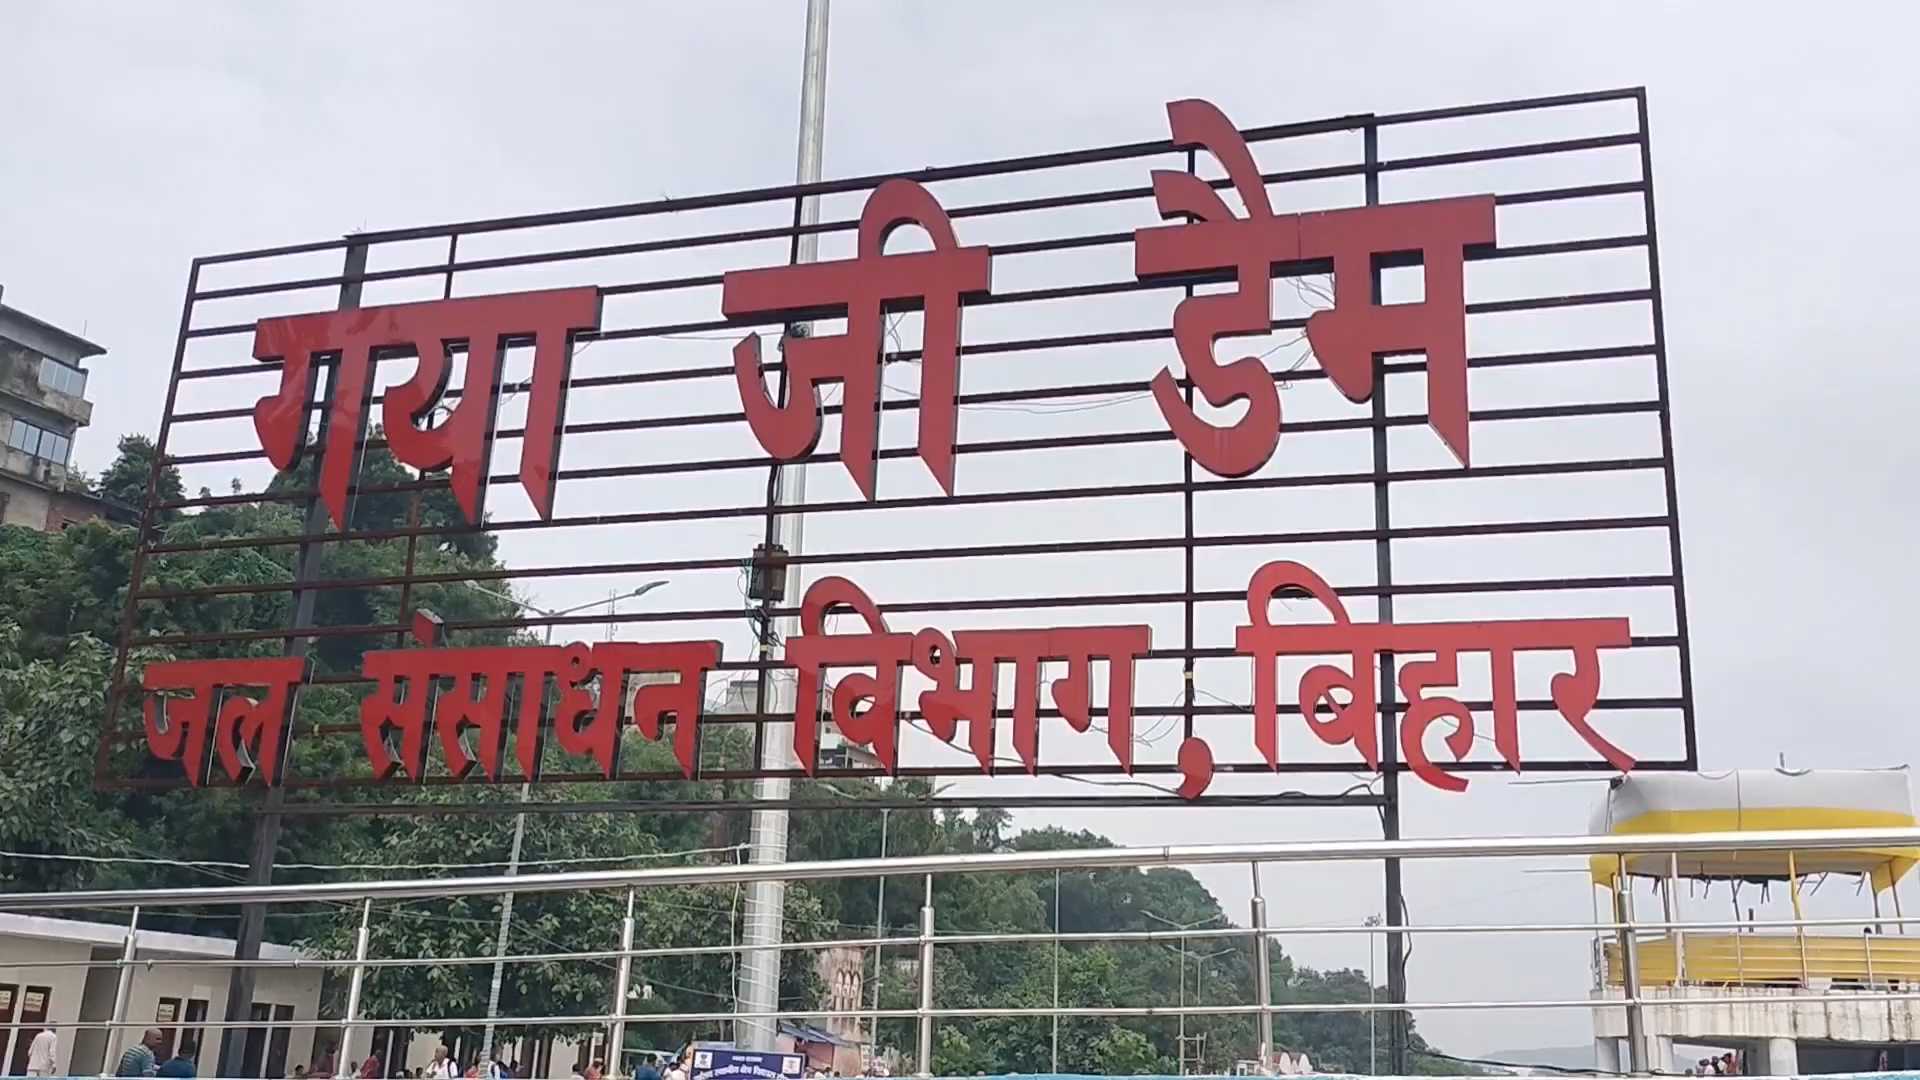 गया जी डैम
जल संसाधन विभाग, बिहार